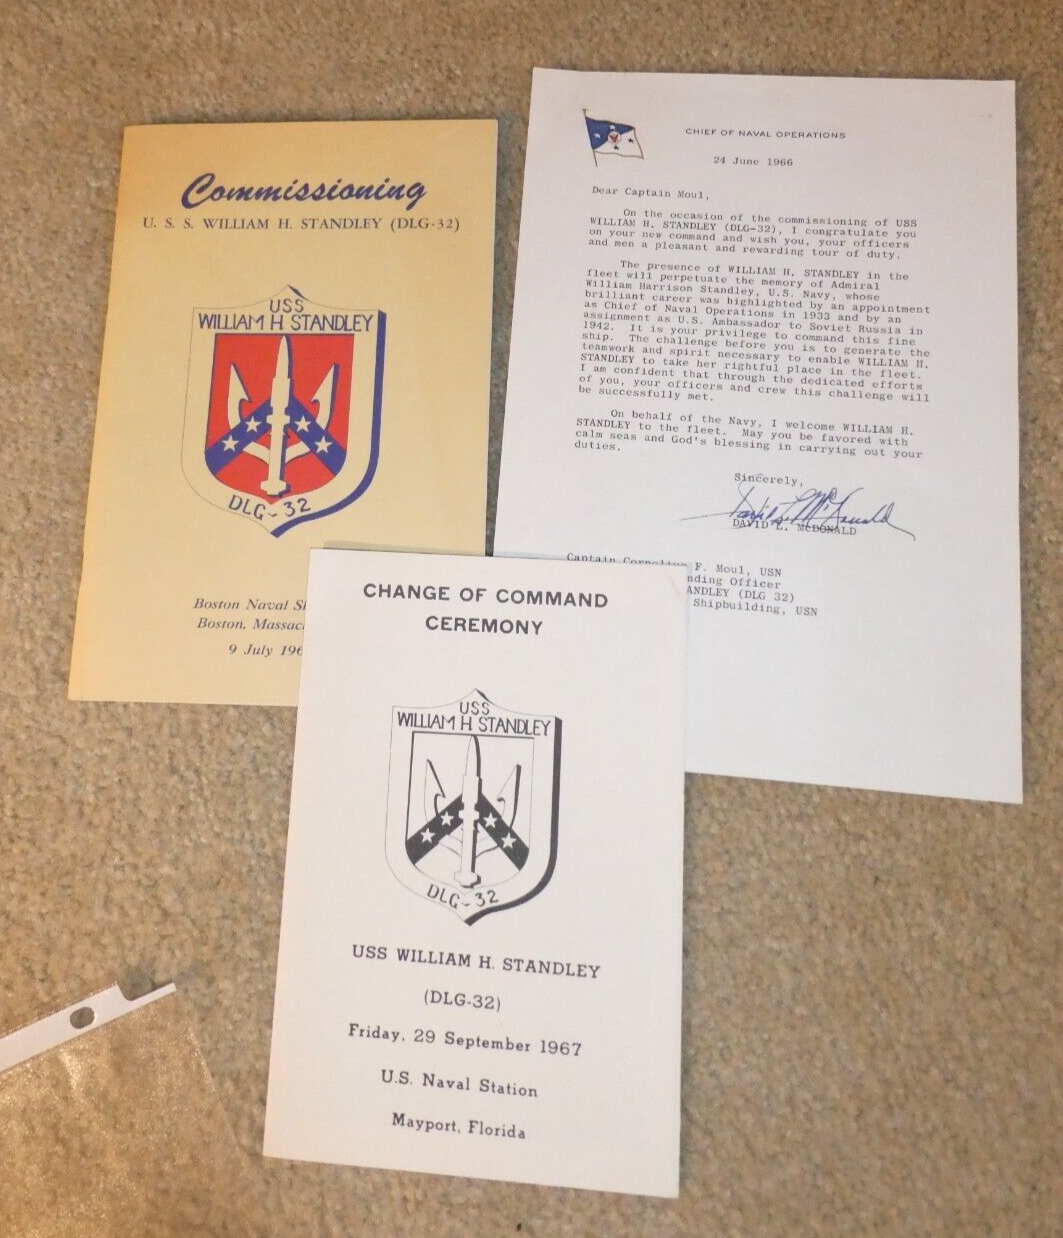 Commissioning
U. S. S. WILLIAM H. STANDLEY (DLG-32)
USS
WILLIAM H STANDLEY
DLG-32
Boston Naval
Boston,
9 July
CHIEF OF NAVAL OPERATIONS
24 June 1966
Dear Captain Moul,
On the occasion of the commissioning of USS
WILLIAM H. STANDLEY (DLG-32), I congratulate you
on your new command and wish you, your officers
and men a pleasant and rewarding tour of duty.
The presence of WILLIAM H. STANDLEY in the
fleet will perpetuate the memory of Admiral
William Harrison Standley, U.S. Navy, whose
brilliant career was highlighted by an appointment
as Chief of Naval Operations in 1933 and by an
assignment as U.S. Ambassador to Soviet Russia in
1942. It is your privilege to command this fine
ship. The challenge before you is to generate the
teamwork and spirit necessary to enable WILLIAM H.
STANDLEY to take her rightful place in the fleet.
I am confident that through the dedicated efforts
of you, your officers and crew this challenge will
be successfully met.
On behalf of the Navy, I welcome WILLIAM H.
STANDLEY to the fleet. May you be favored with
calm seas and God's blessing in carrying out your
duties.
Sincerely,
David L. McDonald
DAVID L. MCDONALD
Captain Cornelius F. Moul, USN
Officer
(DLG 32)
Shipbuilding, USN
CHANGE OF COMMAND
CEREMONY
USS
WILLIAM H STANDLEY
DLG-32
USS WILLIAM H. STANDLEY
(DLG-32)
Friday, 29 September 1967
U.S. Naval Station
Mayport, Florida